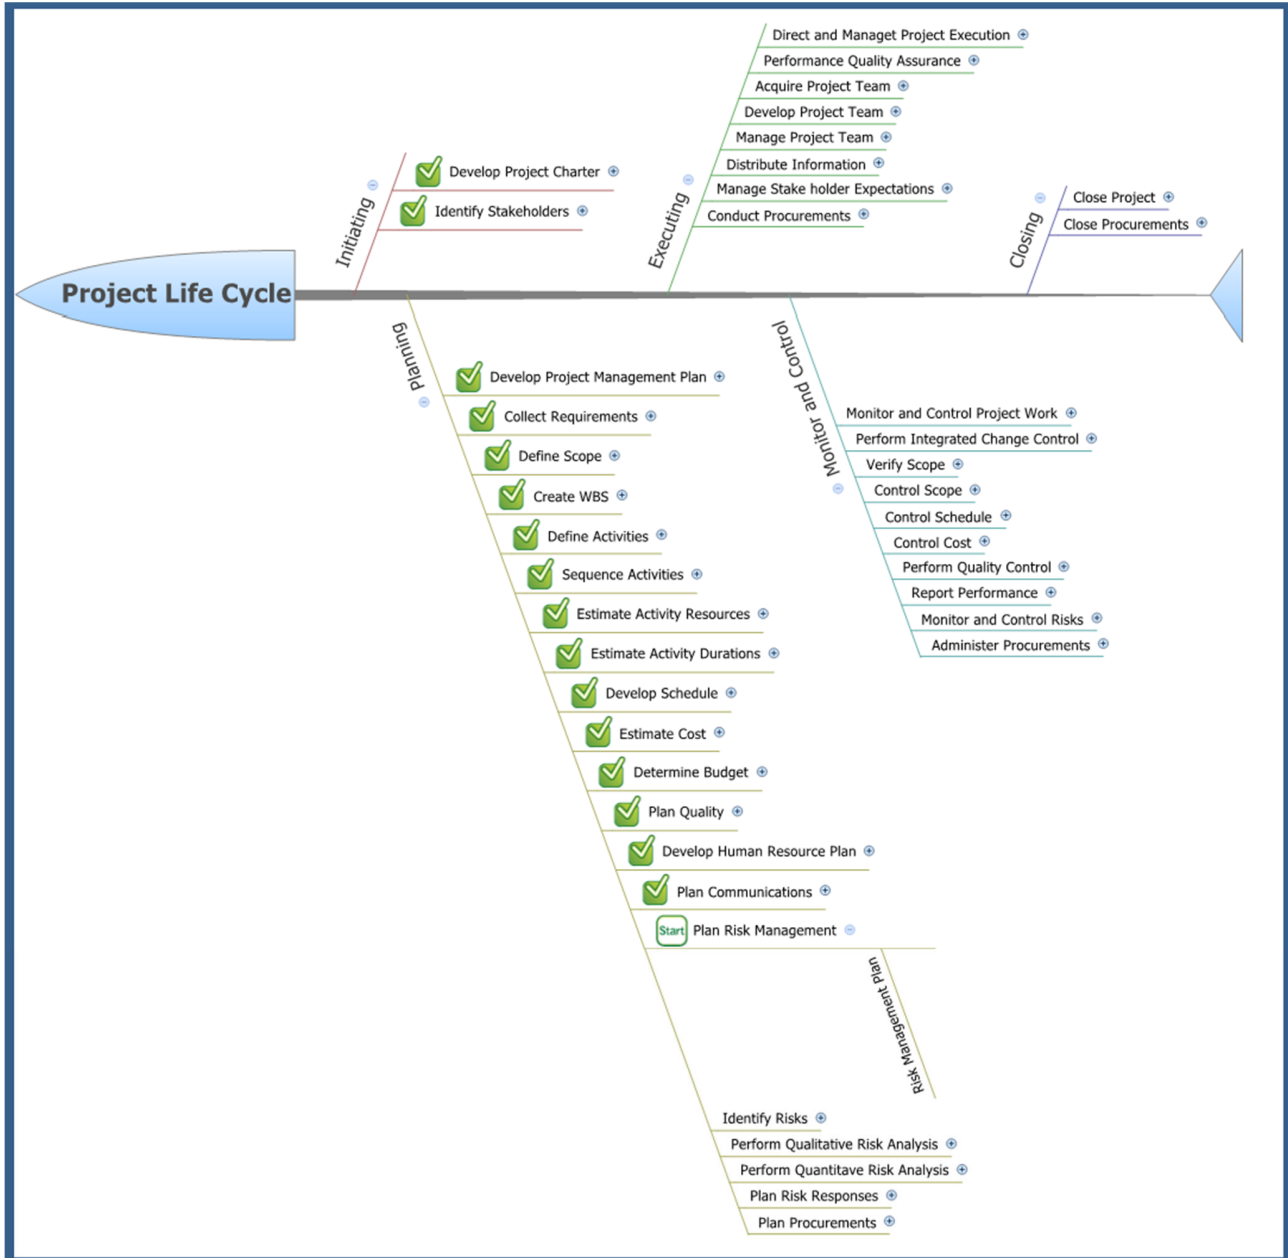 Project Life Cycle
Initiating
Develop Project Charter
Identify Stakeholders
Executing
Direct and Managet Project Execution
Performance Quality Assurance
Acquire Project Team
Develop Project Team
Manage Project Team
Distribute Information
Manage Stake holder Expectations
Conduct Procurements
Closing
Close Project
Close Procurements
Planning
Develop Project Management Plan
Collect Requirements
Define Scope
Create WBS
Define Activities
Sequence Activities
Estimate Activity Resources
Estimate Activity Durations
Develop Schedule
Estimate Cost
Determine Budget
Plan Quality
Develop Human Resource Plan
Plan Communications
Start Plan Risk Management
Risk Management Plan
Identify Risks
Perform Qualitative Risk Analysis
Perform Quantitave Risk Analysis
Plan Risk Responses
Plan Procurements
Monitor and Control
Monitor and Control Project Work
Perform Integrated Change Control
Verify Scope
Control Scope
Control Schedule
Control Cost
Perform Quality Control
Report Performance
Monitor and Control Risks
Administer Procurements